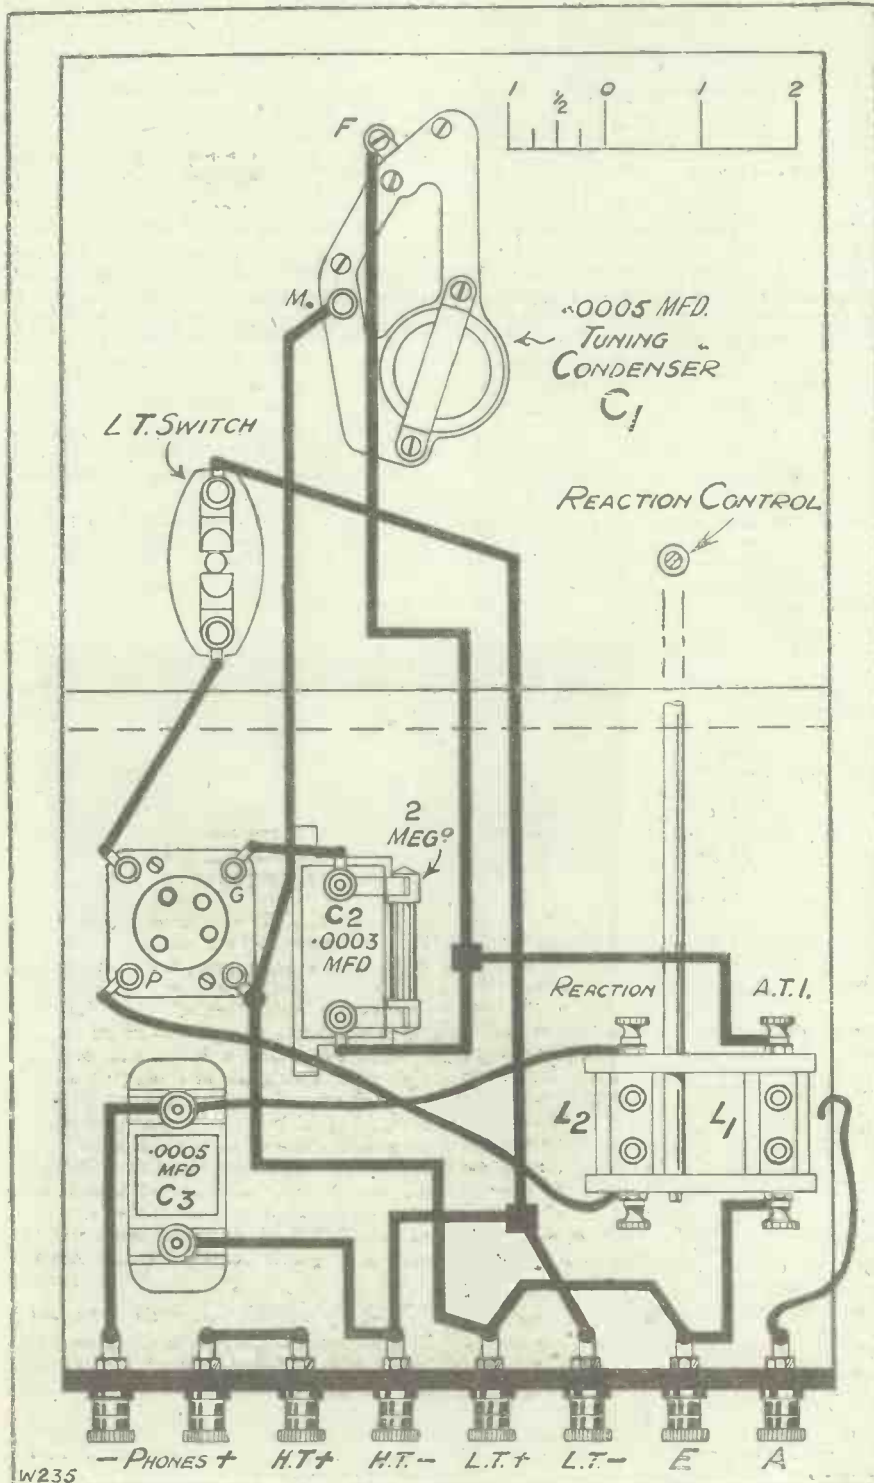 1 ½ 0 1 2
F
M.
.0005 MFD.
TUNING
CONDENSER
C1
L.T. SWITCH
REACTION CONTROL
2
MEGº
G
C2
.0003
MFD
P
REACTION
A.T.I.
L2
L1
.0005
MFD
C3
- PHONES + H.T+ H.T.- L.T.+ L.T- E A
W235